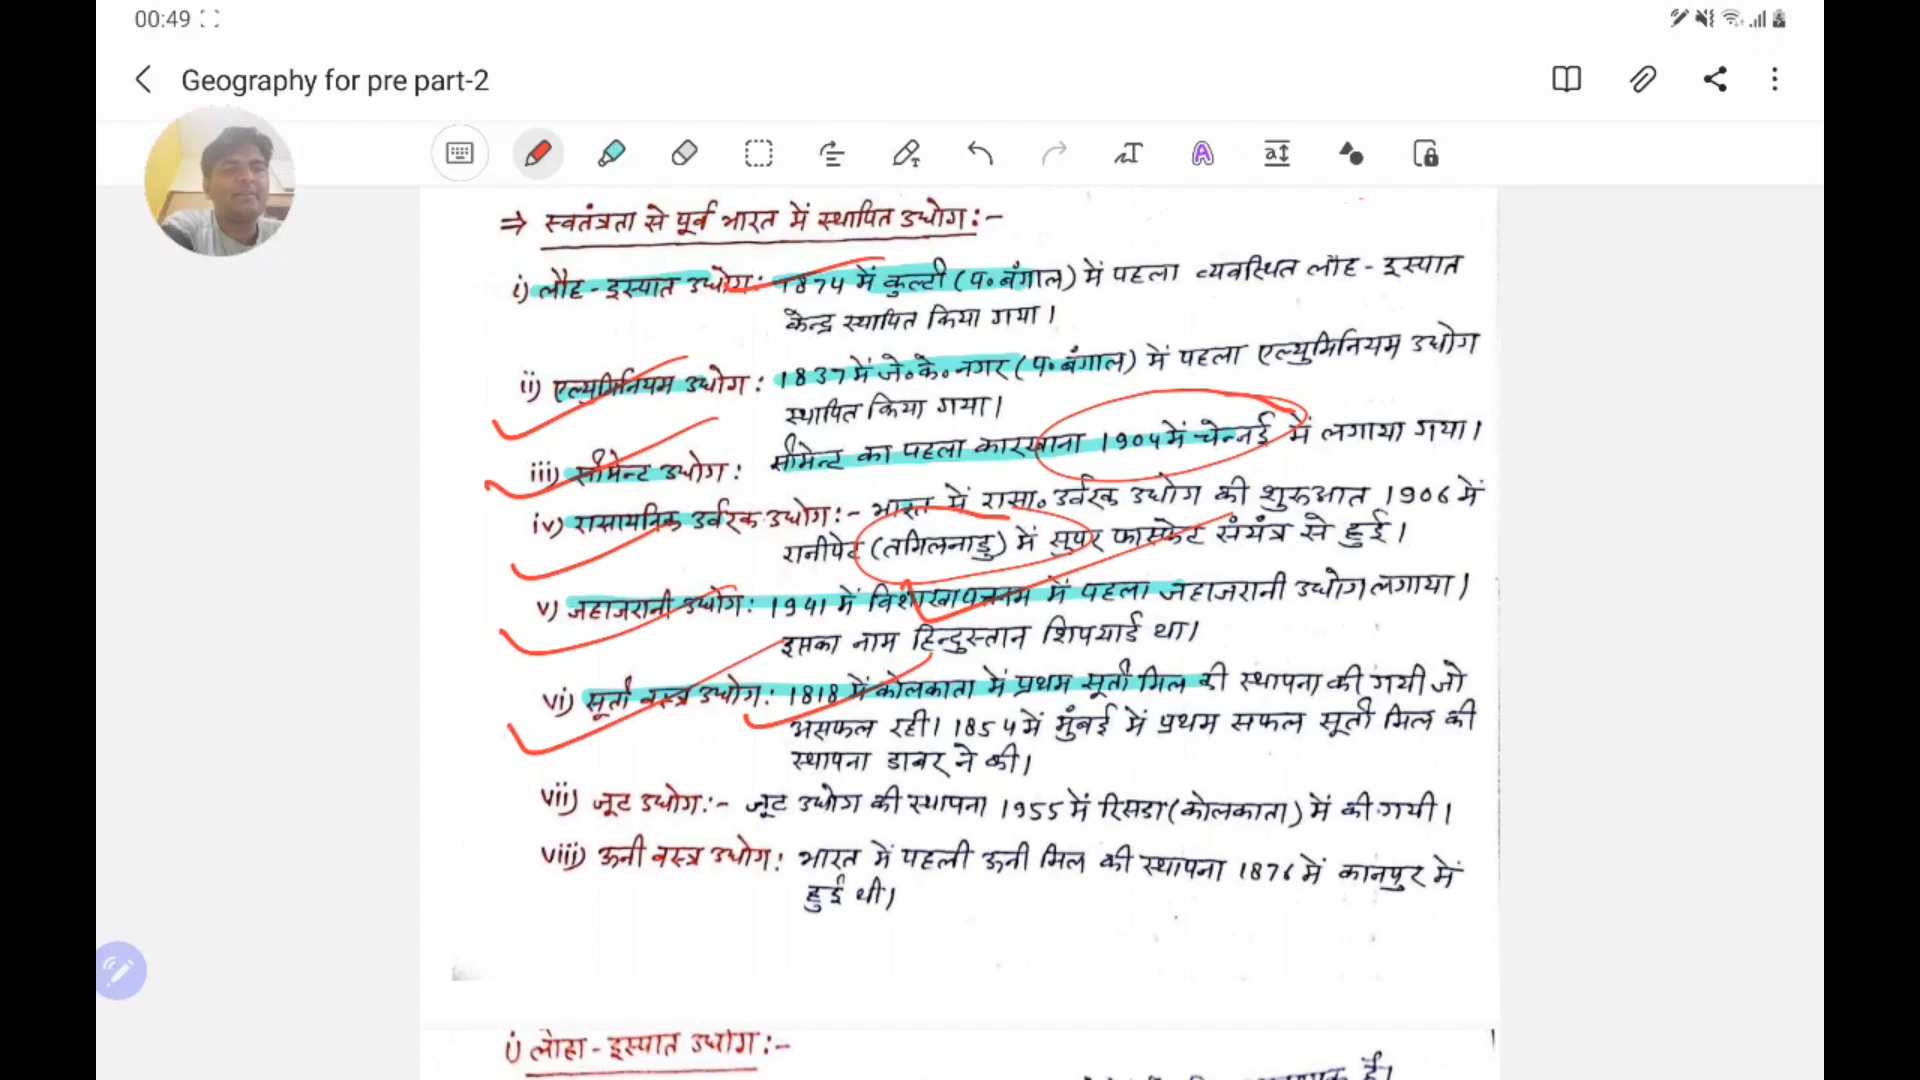 00:49
Geography for pre part-2
⇒ स्वतंत्रता से पूर्व भारत में स्थापित उद्योग :-
i) लौह - इस्पात उद्योग : 1874 में कुल्टी (प॰ बंगाल) में पहला व्यवस्थित लौह - इस्पात
केन्द्र स्थापित किया गया।
ii) एल्युमिनियम उद्योग : 1837 में जे॰ के॰ नगर (प॰ बंगाल) में पहला एल्युमिनियम उद्योग
स्थापित किया गया।
iii) सीमेन्ट उद्योग : सीमेन्ट का पहला कारखाना 1904 में चेन्नई में लगाया गया।
iv) रासायनिक उर्वरक उद्योग :- भारत में रासा॰ उर्वरक उद्योग की शुरुआत 1906 में
रानीपेट (तमिलनाडु) में सुपर फास्फेट संयंत्र से हुई।
v) जहाजरानी उद्योग : 1941 में विशाखापत्तनम में पहला जहाजरानी उद्योग लगाया।
इसका नाम हिन्दुस्तान शिपयार्ड था।
vi) सूती वस्त्र उद्योग : 1818 में कोलकाता में प्रथम सूती मिल की स्थापना की गयी जो
असफल रही। 1854 में मुंबई में प्रथम सफल सूती मिल की
स्थापना डाबर ने की।
vii) जूट उद्योग :- जूट उद्योग की स्थापना 1955 में रिसडा (कोलकाता) में की गयी।
viii) ऊनी वस्त्र उद्योग : भारत में पहली ऊनी मिल की स्थापना 1876 में कानपुर में
हुई थी।
i) लोहा - इस्पात उद्योग :-
है।